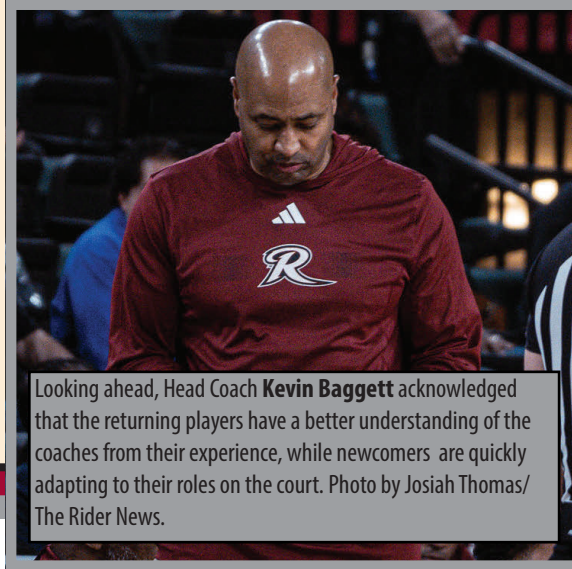 R
Looking ahead, Head Coach Kevin Baggett acknowledged
that the returning players have a better understanding of the
coaches from their experience, while newcomers are quickly
adapting to their roles on the court. Photo by Josiah Thomas/
The Rider News.